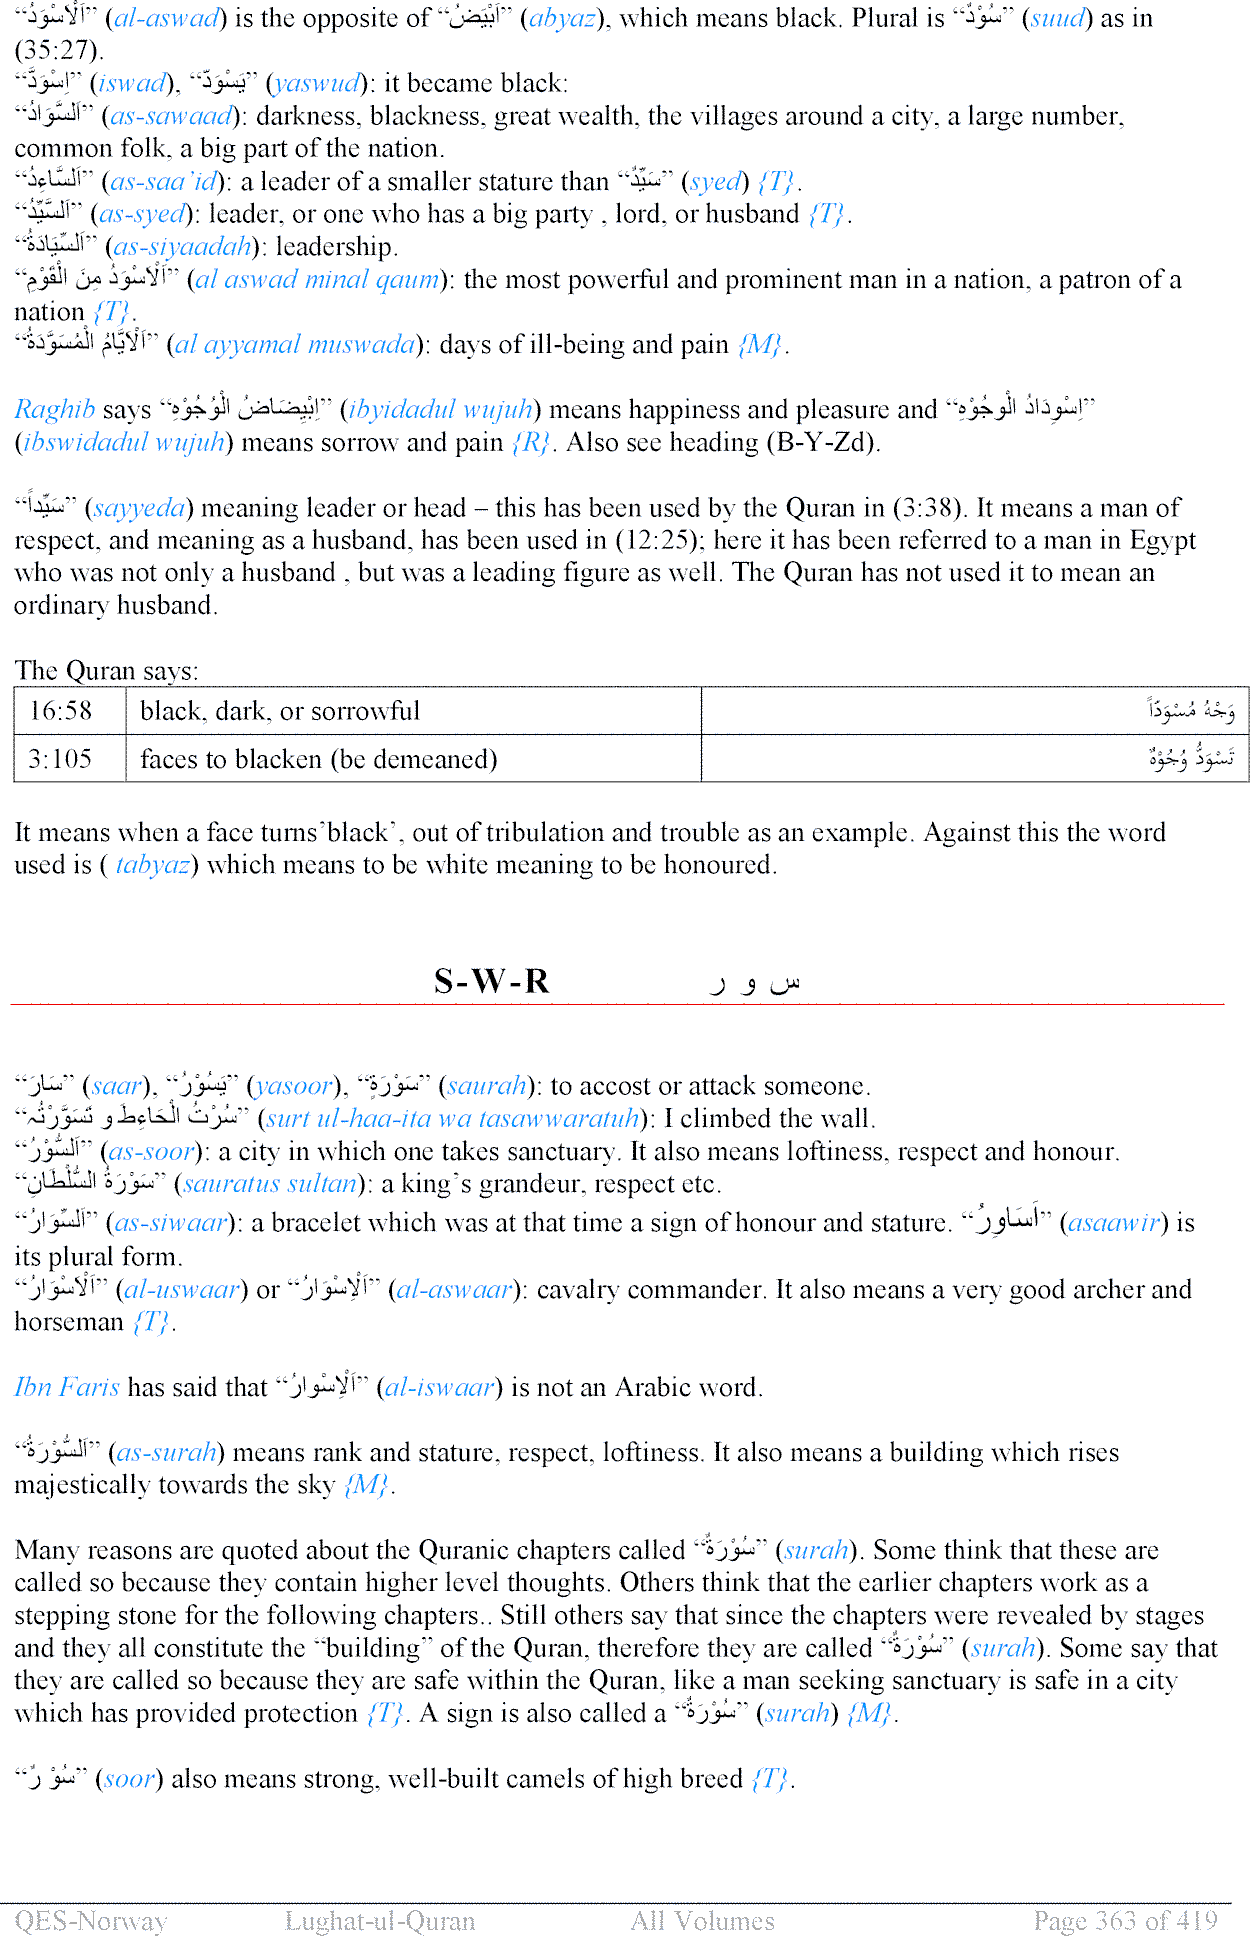 “اَلْاَسْوَدُ” (al-aswad) is the opposite of “اَبْيَضُ” (abyaz), which means black. Plural is “سُوْدٌ” (suud) as in
(35:27).
“اِسْوَدَّ” (iswad), “يَسْوَدّ” (yaswud): it became black:
“اَلسَّوَادُ” (as-sawaad): darkness, blackness, great wealth, the villages around a city, a large number,
common folk, a big part of the nation.
“اَلسَّاءِدُ” (as-saa’id): a leader of a smaller stature than “سَيِّدٌ” (syed) {T}.
“اَلسَّيِّدُ” (as-syed): leader, or one who has a big party , lord, or husband {T}.
“اَلسِّيَادَةُ” (as-siyaadah): leadership.
“اَلْاَسْوَدُ مِنَ الْقَوْمِ” (al aswad minal qaum): the most powerful and prominent man in a nation, a patron of a
nation {T}.
“اَلْاَيَّامُ الْمُسَوَّدَةُ” (al ayyamal muswada): days of ill-being and pain {M}.
Raghib says “اِبْيِضَاضُ الْوُجُوْهِ” (ibyidadul wujuh) means happiness and pleasure and “اِسْوِدَادُ الْوجُوْهِ”
(ibswidadul wujuh) means sorrow and pain {R}. Also see heading (B-Y-Zd).
“سَيِّداً” (sayyeda) meaning leader or head – this has been used by the Quran in (3:38). It means a man of
respect, and meaning as a husband, has been used in (12:25); here it has been referred to a man in Egypt
who was not only a husband , but was a leading figure as well. The Quran has not used it to mean an
ordinary husband.
The Quran says:
16:58 black, dark, or sorrowful وَجْهُ مُسْوَدّاً
3:105 faces to blacken (be demeaned) تَسْوَدُّ وُجُوْهٌ
It means when a face turns’black’, out of tribulation and trouble as an example. Against this the word
used is ( tabyaz) which means to be white meaning to be honoured.
S-W-R س و ر
“سَارَ” (saar), “يَسُوْرُ” (yasoor), “سَوْرَةٍ” (saurah): to accost or attack someone.
“سُرْتُ الْحَاءِطَ و تَسَوَّرْتُہ” (surt ul-haa-ita wa tasawwaratuh): I climbed the wall.
“اَلسُّوْرُ” (as-soor): a city in which one takes sanctuary. It also means loftiness, respect and honour.
“سَوْرَةُ السُّلْطَانِ” (sauratus sultan): a king’s grandeur, respect etc.
“اَلسِّوَارُ” (as-siwaar): a bracelet which was at that time a sign of honour and stature. “اَسَاوِرُ” (asaawir) is
its plural form.
“اَلْاَسْوَارُ” (al-uswaar) or “اَلْاِسْوَارُ” (al-aswaar): cavalry commander. It also means a very good archer and
horseman {T}.
Ibn Faris has said that “اَلْاِسْوارُ” (al-iswaar) is not an Arabic word.
“اَلسُّوْرَةُ” (as-surah) means rank and stature, respect, loftiness. It also means a building which rises
majestically towards the sky {M}.
Many reasons are quoted about the Quranic chapters called “سُوْرَةٌ” (surah). Some think that these are
called so because they contain higher level thoughts. Others think that the earlier chapters work as a
stepping stone for the following chapters.. Still others say that since the chapters were revealed by stages
and they all constitute the “building” of the Quran, therefore they are called “سُوْرَةٌ” (surah). Some say that
they are called so because they are safe within the Quran, like a man seeking sanctuary is safe in a city
which has provided protection {T}. A sign is also called a “سُوْرَةٌ” (surah) {M}.
“سُوْ رٌ” (soor) also means strong, well-built camels of high breed {T}.
QES-Norway Lughat-ul-Quran All Volumes Page 363 of 419